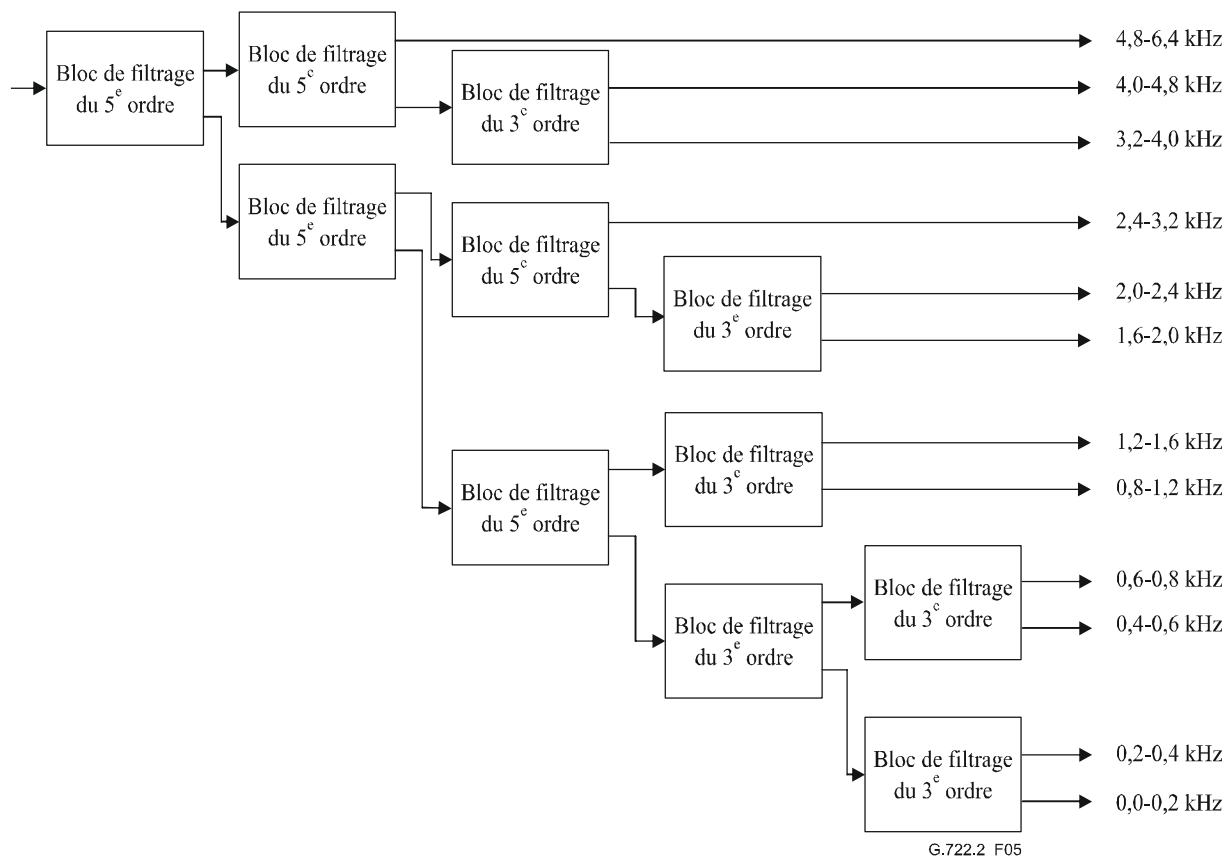 Bloc de filtrage
du 5e ordre
Bloc de filtrage
du 5e ordre
4,8-6,4 kHz
Bloc de filtrage
du 3e ordre
4,0-4,8 kHz
3,2-4,0 kHz
Bloc de filtrage
du 5e ordre
Bloc de filtrage
du 5e ordre
2,4-3,2 kHz
Bloc de filtrage
du 3e ordre
2,0-2,4 kHz
1,6-2,0 kHz
Bloc de filtrage
du 5e ordre
Bloc de filtrage
du 3e ordre
1,2-1,6 kHz
0,8-1,2 kHz
Bloc de filtrage
du 3e ordre
Bloc de filtrage
du 3e ordre
0,6-0,8 kHz
0,4-0,6 kHz
Bloc de filtrage
du 3e ordre
0,2-0,4 kHz
0,0-0,2 kHz
G.722.2_F05